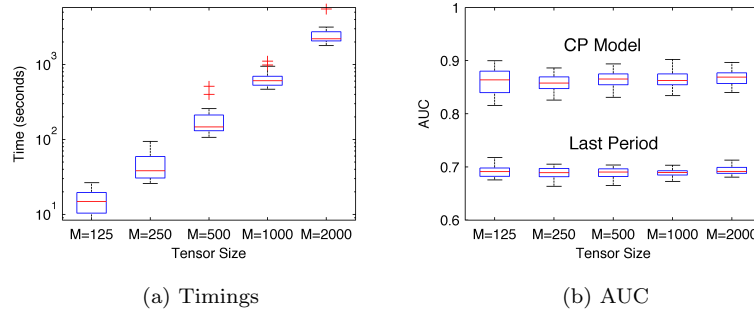 10^3
10^2
10^1
Time (seconds)
M=125 M=250 M=500 M=1000 M=2000
Tensor Size
(a) Timings
1
0.9
0.8
0.7
0.6
AUC
CP Model
Last Period
M=125 M=250 M=500 M=1000 M=2000
Tensor Size
(b) AUC